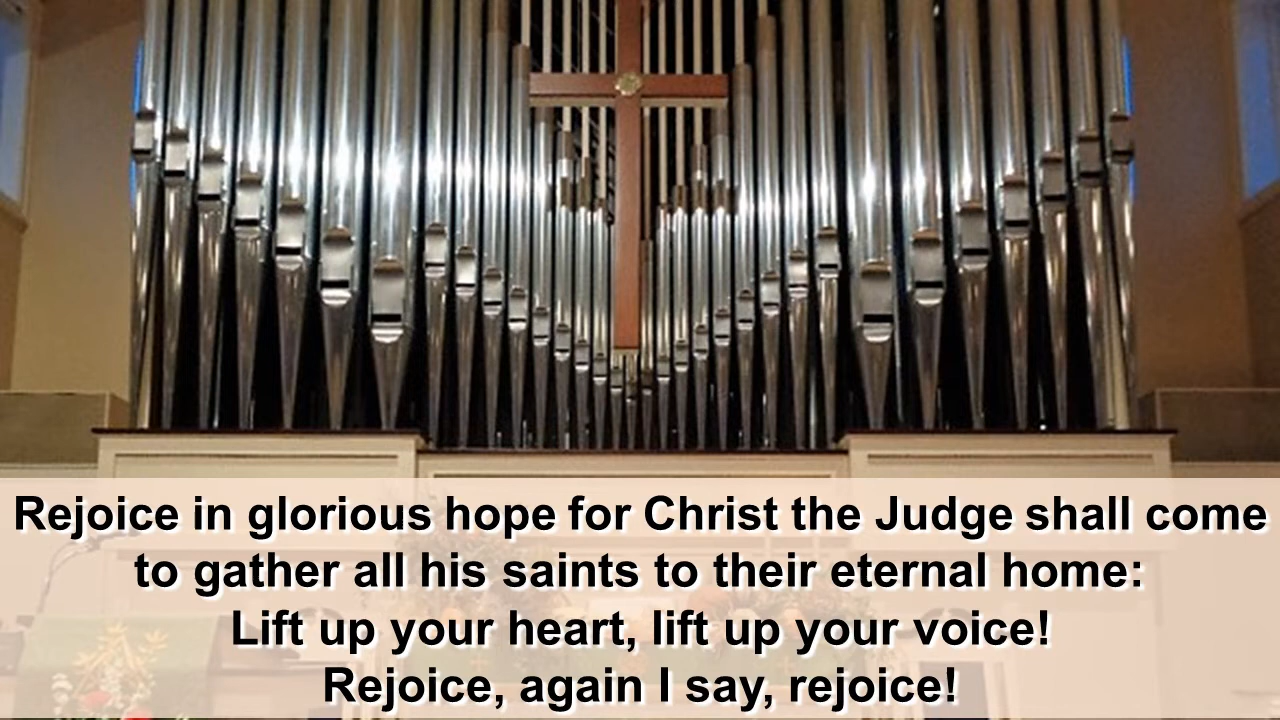 Rejoice in glorious hope for Christ the Judge shall come
to gather all his saints to their eternal home:
Lift up your heart, lift up your voice!
Rejoice, again I say, rejoice!